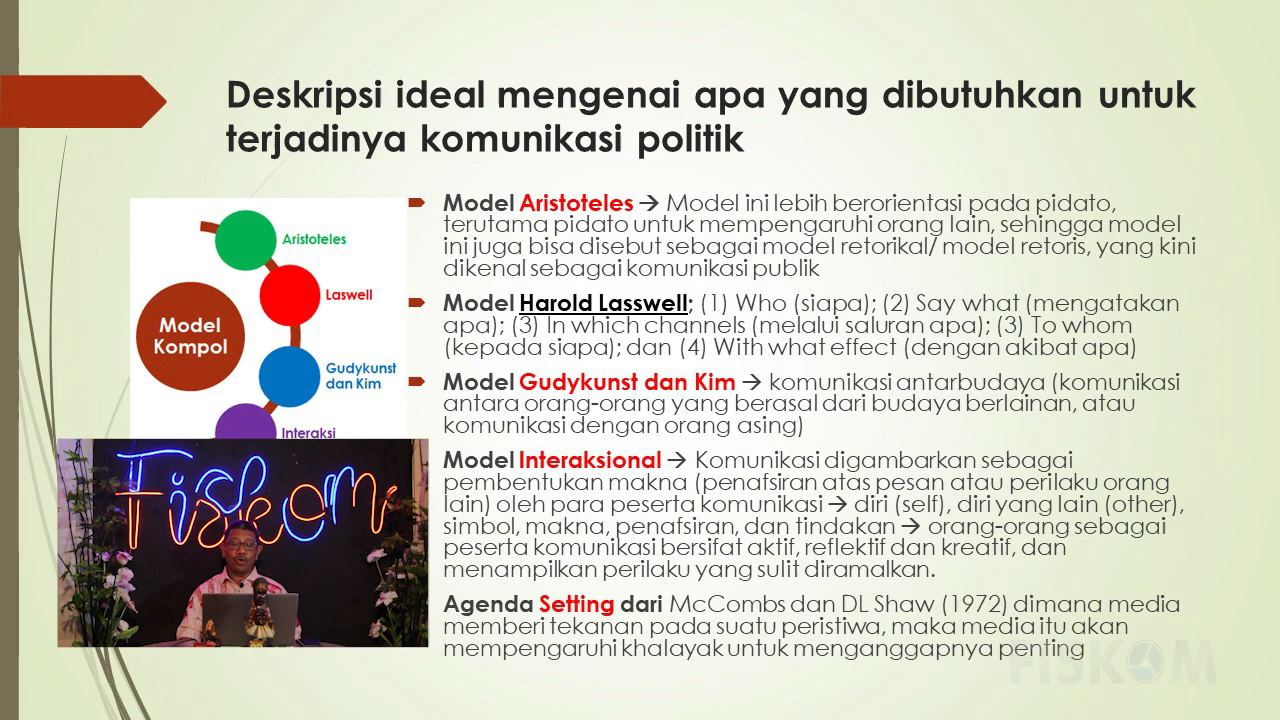 Deskripsi ideal mengenai apa yang dibutuhkan untuk
terjadinya komunikasi politik
Model
Kompol
Aristoteles
Laswell
Gudykunst
dan Kim
Interaksi
Model Aristoteles → Model ini lebih berorientasi pada pidato,
terutama pidato untuk mempengaruhi orang lain, sehingga model
ini juga bisa disebut sebagai model retorikal/ model retoris, yang kini
dikenal sebagai komunikasi publik
Model Harold Lasswell; (1) Who (siapa); (2) Say what (mengatakan
apa); (3) In which channels (melalui saluran apa); (3) To whom
(kepada siapa); dan (4) With what effect (dengan akibat apa)
Model Gudykunst dan Kim → komunikasi antarbudaya (komunikasi
antara orang-orang yang berasal dari budaya berlainan, atau
komunikasi dengan orang asing)
Model Interaksional → Komunikasi digambarkan sebagai
pembentukan makna (penafsiran atas pesan atau perilaku orang
lain) oleh para peserta komunikasi → diri (self), diri yang lain (other),
simbol, makna, penafsiran, dan tindakan → orang-orang sebagai
peserta komunikasi bersifat aktif, reflektif dan kreatif, dan
menampilkan perilaku yang sulit diramalkan.
Agenda Setting dari McCombs dan DL Shaw (1972) dimana media
memberi tekanan pada suatu peristiwa, maka media itu akan
mempengaruhi khalayak untuk menganggapnya penting
Fiskom
FISKOM